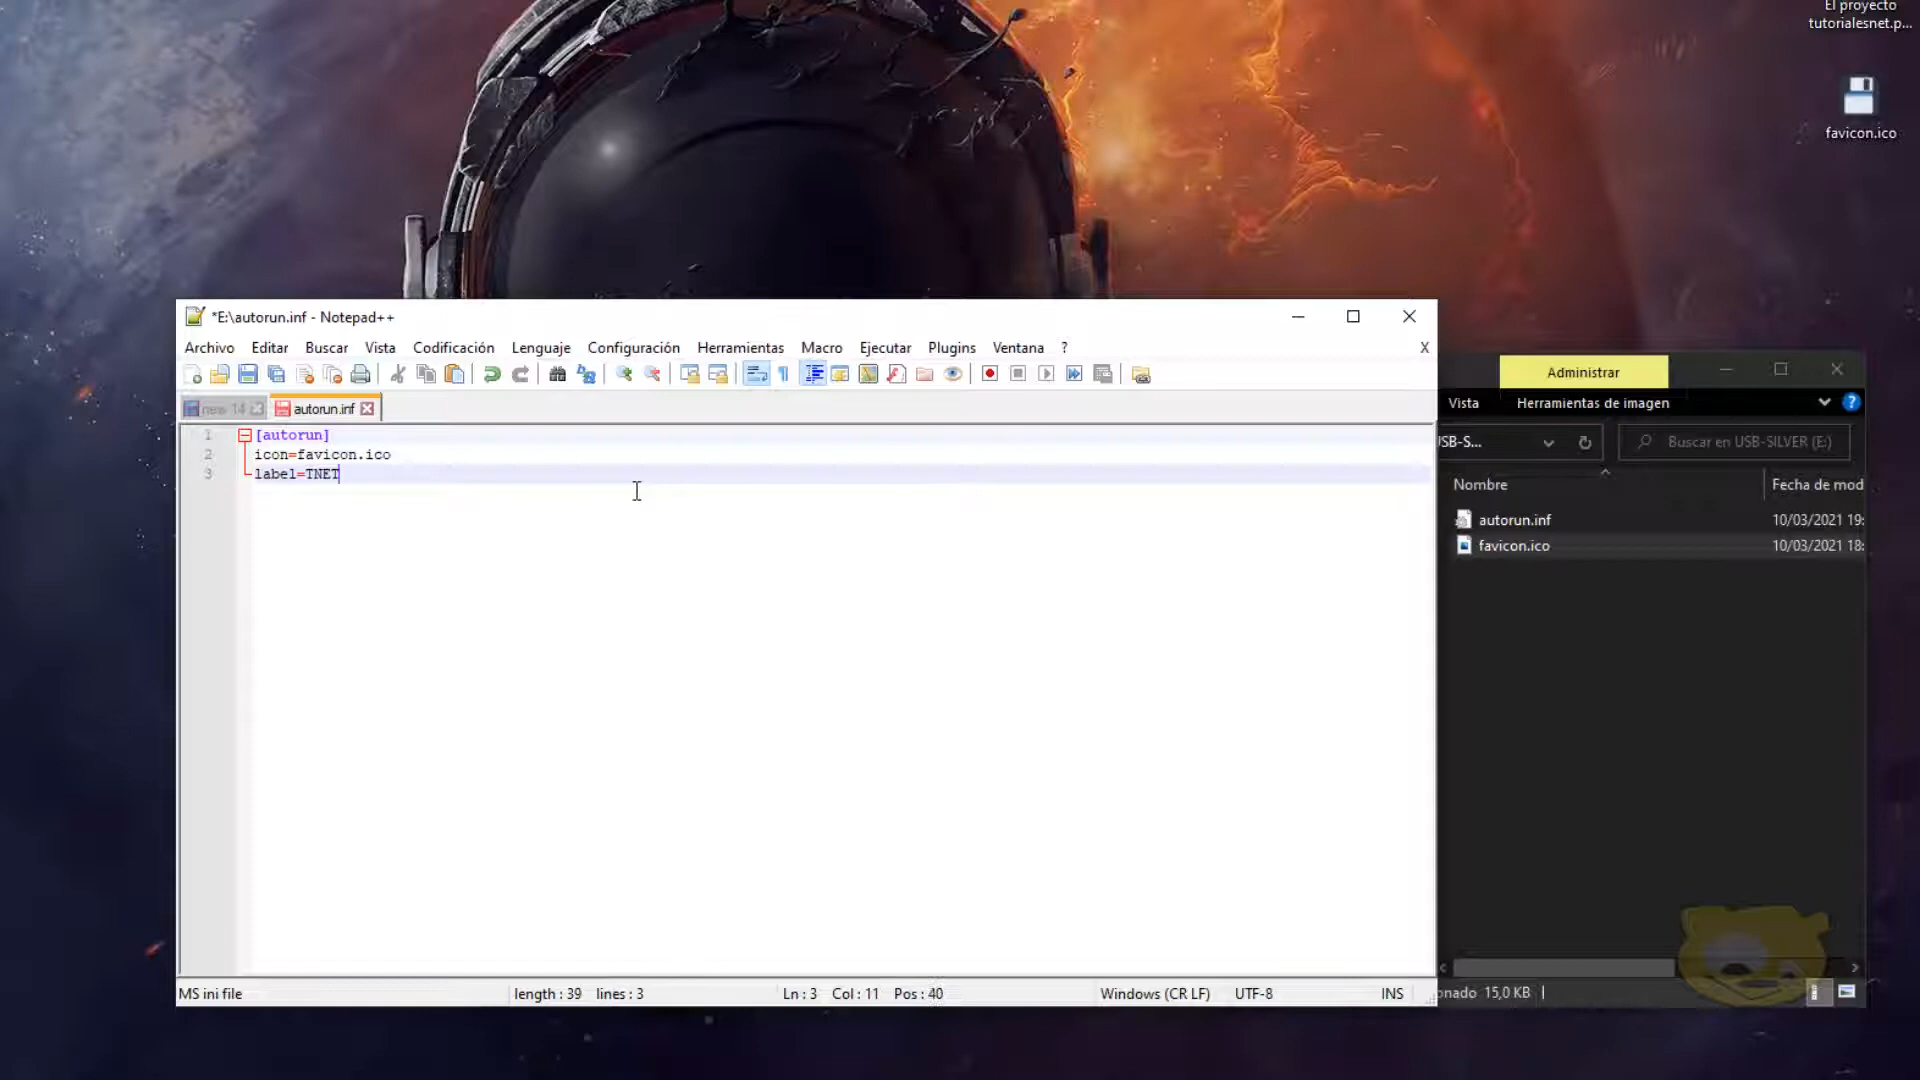 El proyecto
tutorialesnet.p...
favicon.ico
*E:\autorun.inf - Notepad++
Archivo Editar Buscar Vista Codificación Lenguaje Configuración Herramientas Macro Ejecutar Plugins Ventana ? X
new 14 autorun.inf
1 [autorun]
2 icon=favicon.ico
3 label=TNET
MS ini file length : 39 lines : 3 Ln : 3 Col : 11 Pos : 40 Windows (CR LF) UTF-8 INS
Administrar
Vista Herramientas de imagen
USB-S... Buscar en USB-SILVER (E:)
Nombre Fecha de mod
autorun.inf 10/03/2021 19:
favicon.ico 10/03/2021 18:
onado 15,0 KB